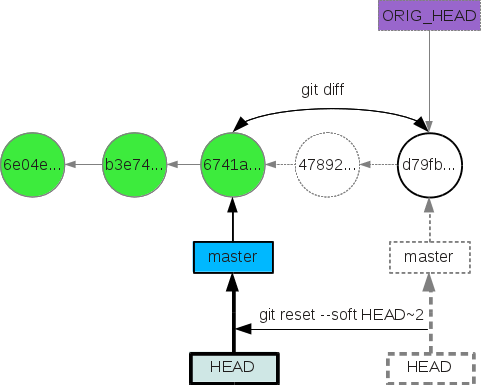 ORIG_HEAD
git diff
6e04e...
b3e74...
6741a...
47892...
d79fb...
master
master
git reset --soft HEAD~2
HEAD
HEAD